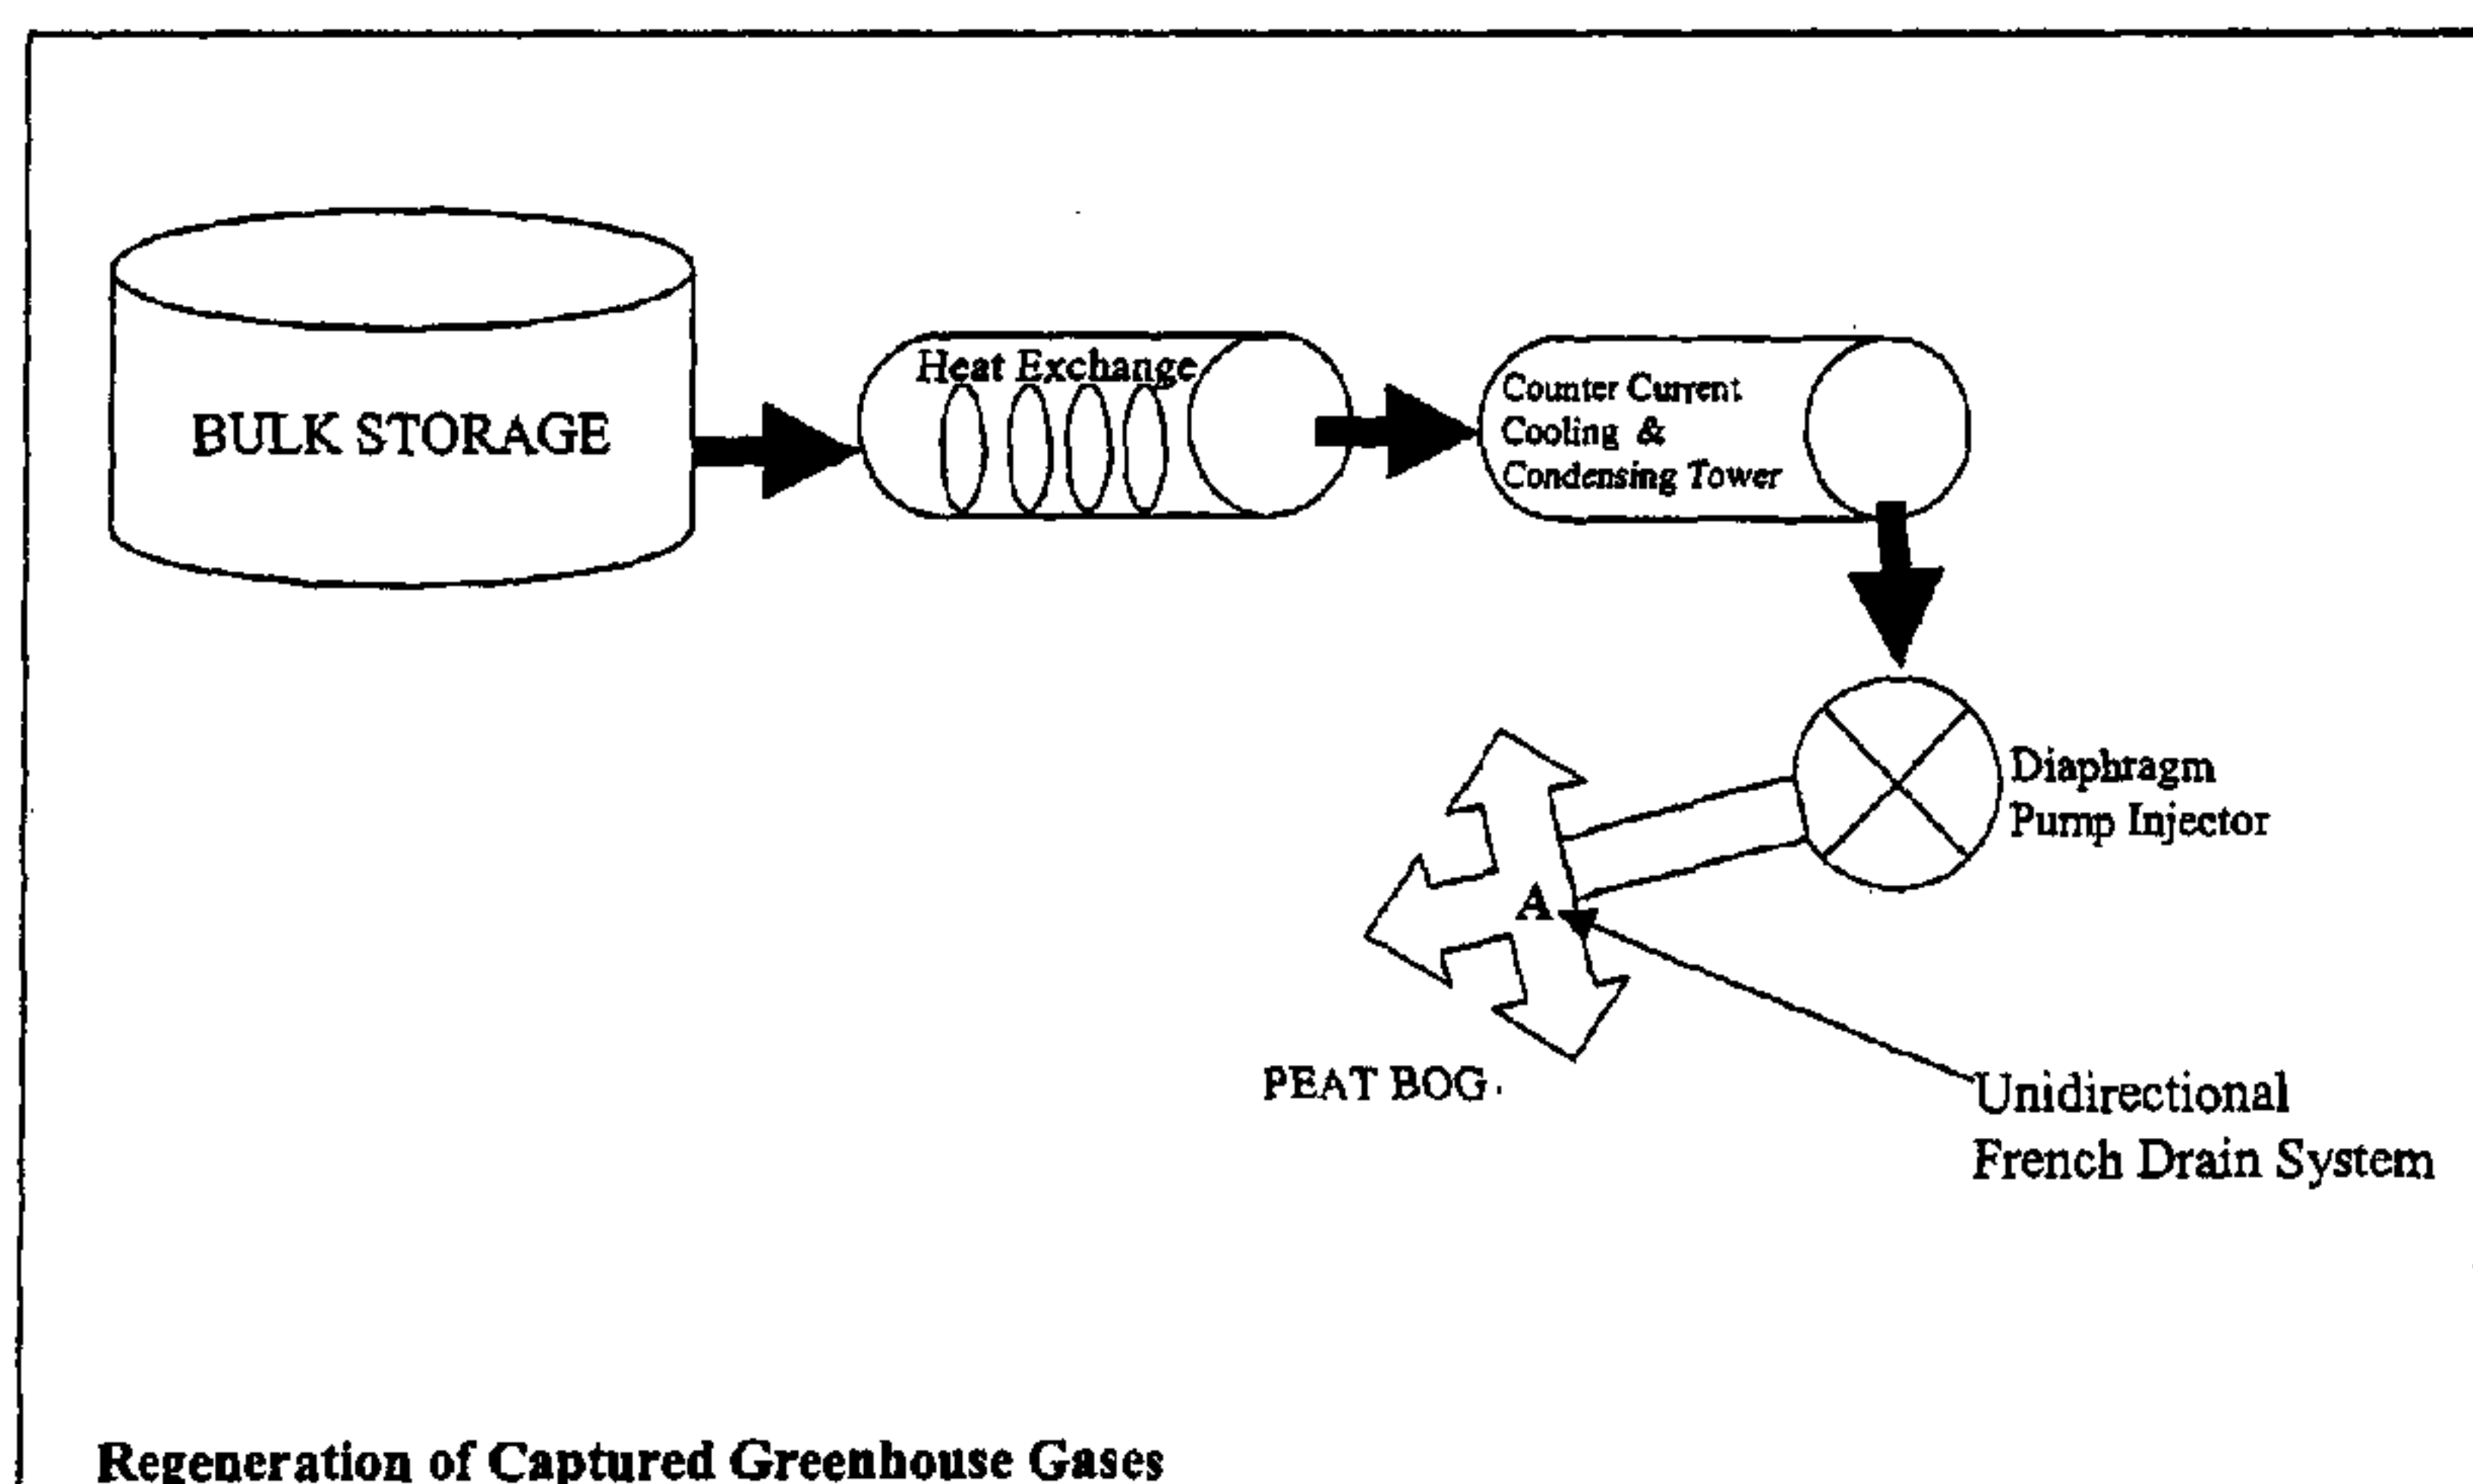 BULK STORAGE
Heat Exchange
Counter Current
Cooling &
Condensing Tower
Diaphragm
Pump Injector
A
PEAT BOG
Unidirectional
French Drain System
Regeneration of Captured Greenhouse Gases